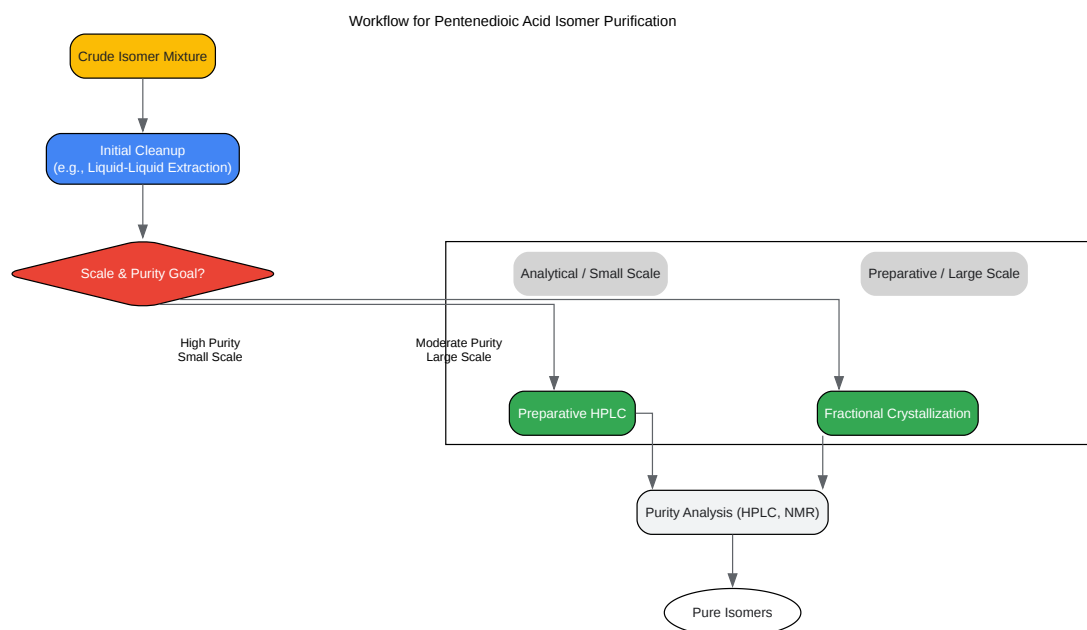 Workflow for Pentenedioic Acid Isomer Purification
Crude Isomer Mixture
Initial Cleanup
(e.g., Liquid-Liquid Extraction)
Scale & Purity Goal?
Analytical / Small Scale
Preparative / Large Scale
High Purity
Small Scale
Moderate Purity
Large Scale
Preparative HPLC
Fractional Crystallization
Purity Analysis (HPLC, NMR)
Pure Isomers